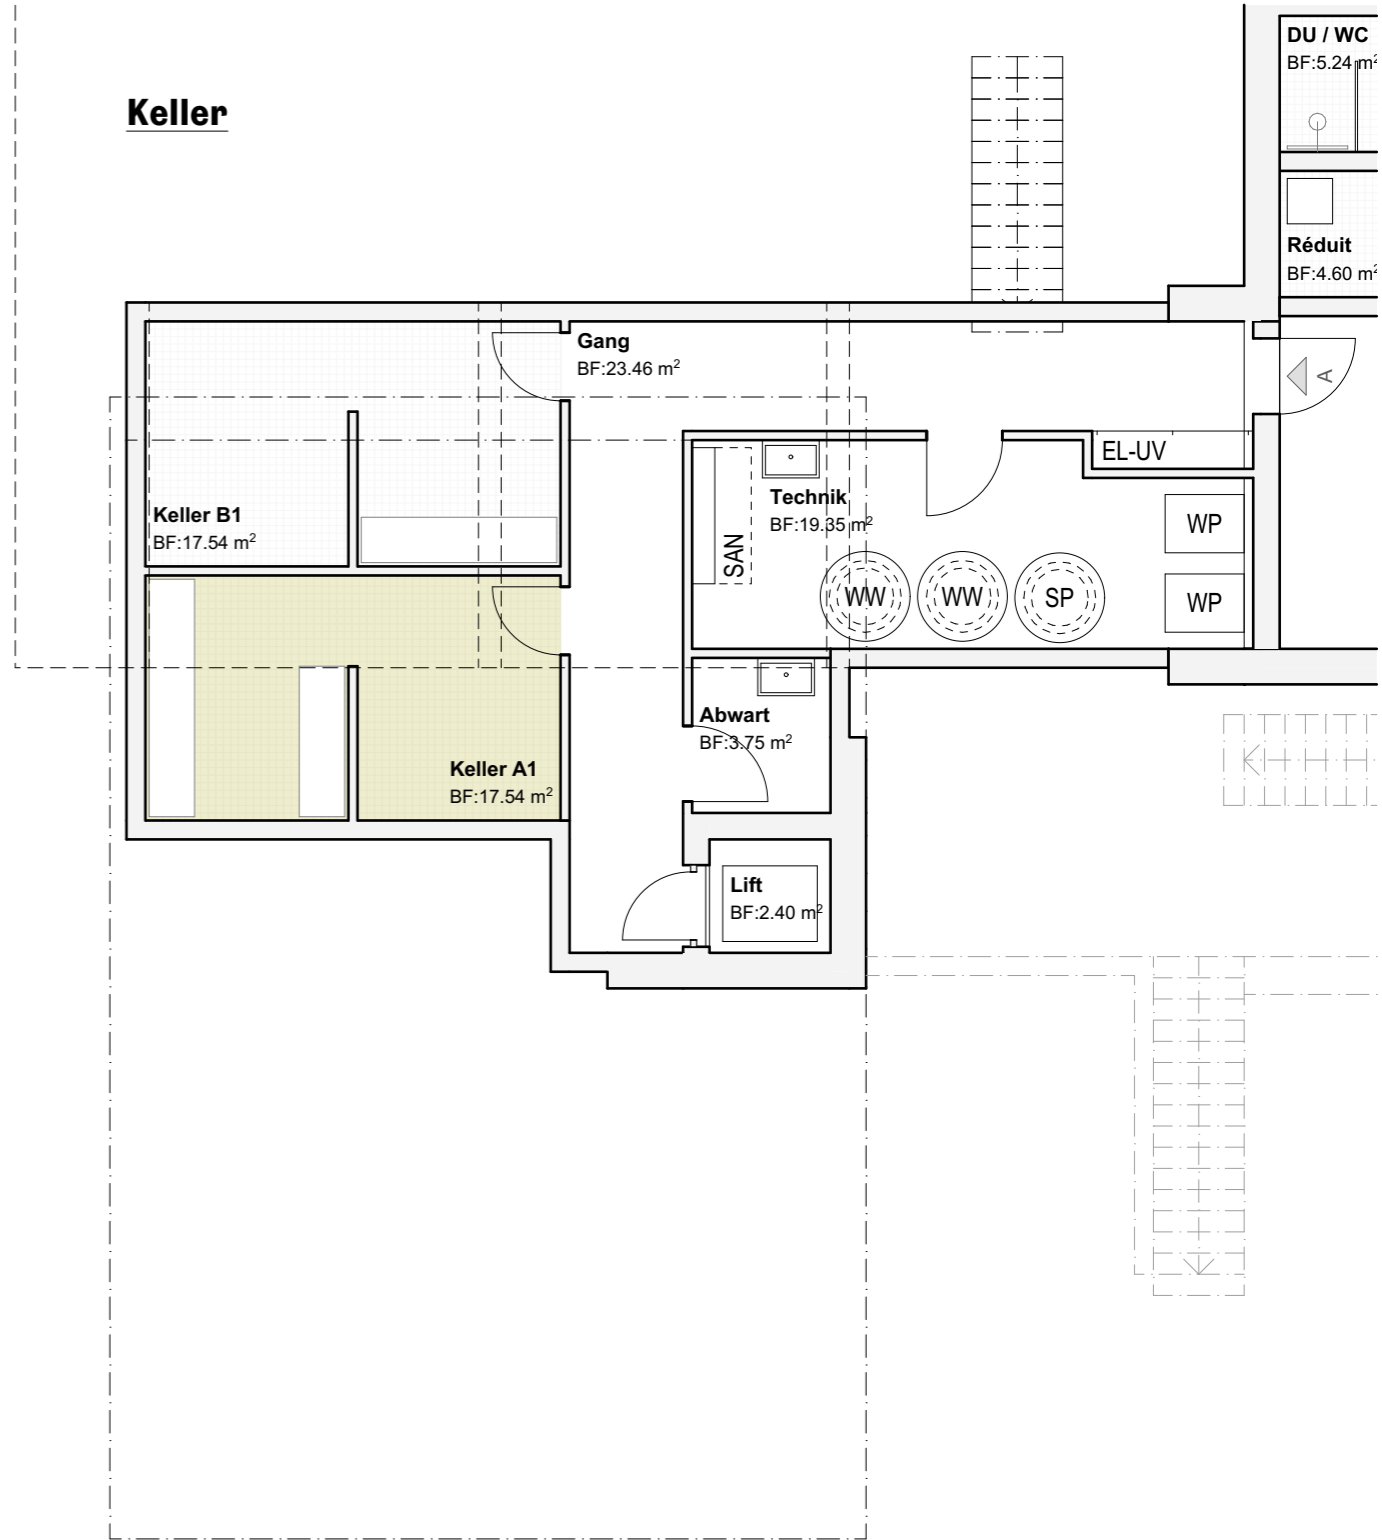 DU / WC
BF:5.24 m²
Keller
Réduit
BF:4.60 m²
Gang
BF:23.46 m²
A
EL-UV
Technik
BF:19.35 m²
Keller B1
BF:17.54 m²
WP
SAN
WW
WW
SP
WP
Abwart
BF:3.75 m²
Keller A1
BF:17.54 m²
Lift
BF:2.40 m²